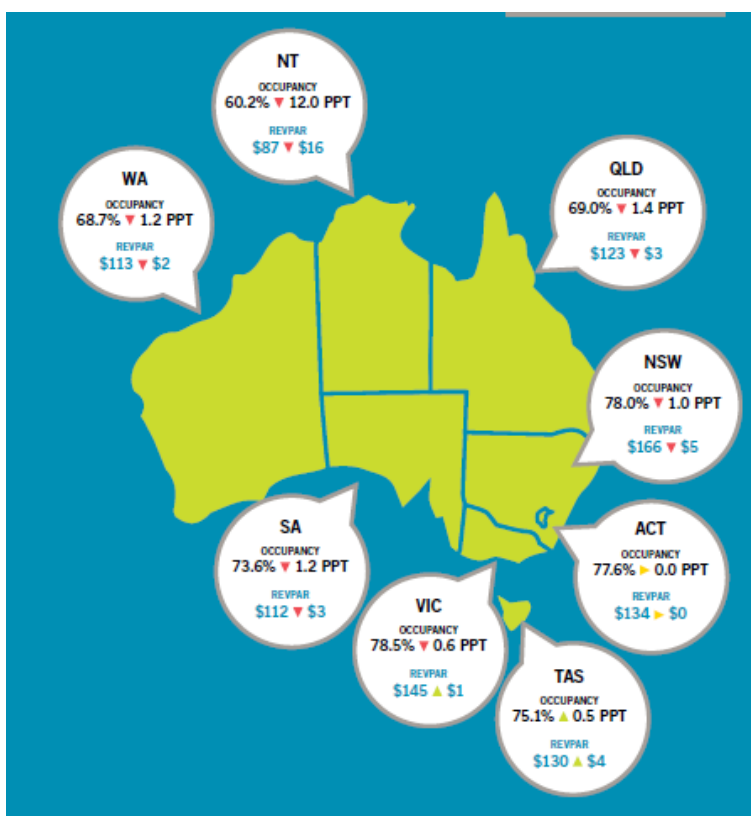 NT
OCCUPANCY
60.2% ▼ 12.0 PPT
REVPAR
$87 ▼ $16
WA
OCCUPANCY
68.7% ▼ 1.2 PPT
REVPAR
$113 ▼ $2
QLD
OCCUPANCY
69.0% ▼ 1.4 PPT
REVPAR
$123 ▼ $3
NSW
OCCUPANCY
78.0% ▼ 1.0 PPT
REVPAR
$166 ▼ $5
SA
OCCUPANCY
73.6% ▼ 1.2 PPT
REVPAR
$112 ▼ $3
ACT
OCCUPANCY
77.6% ► 0.0 PPT
REVPAR
$134 ► $0
VIC
OCCUPANCY
78.5% ▼ 0.6 PPT
REVPAR
$145 ▲ $1
TAS
OCCUPANCY
75.1% ▲ 0.5 PPT
REVPAR
$130 ▲ $4